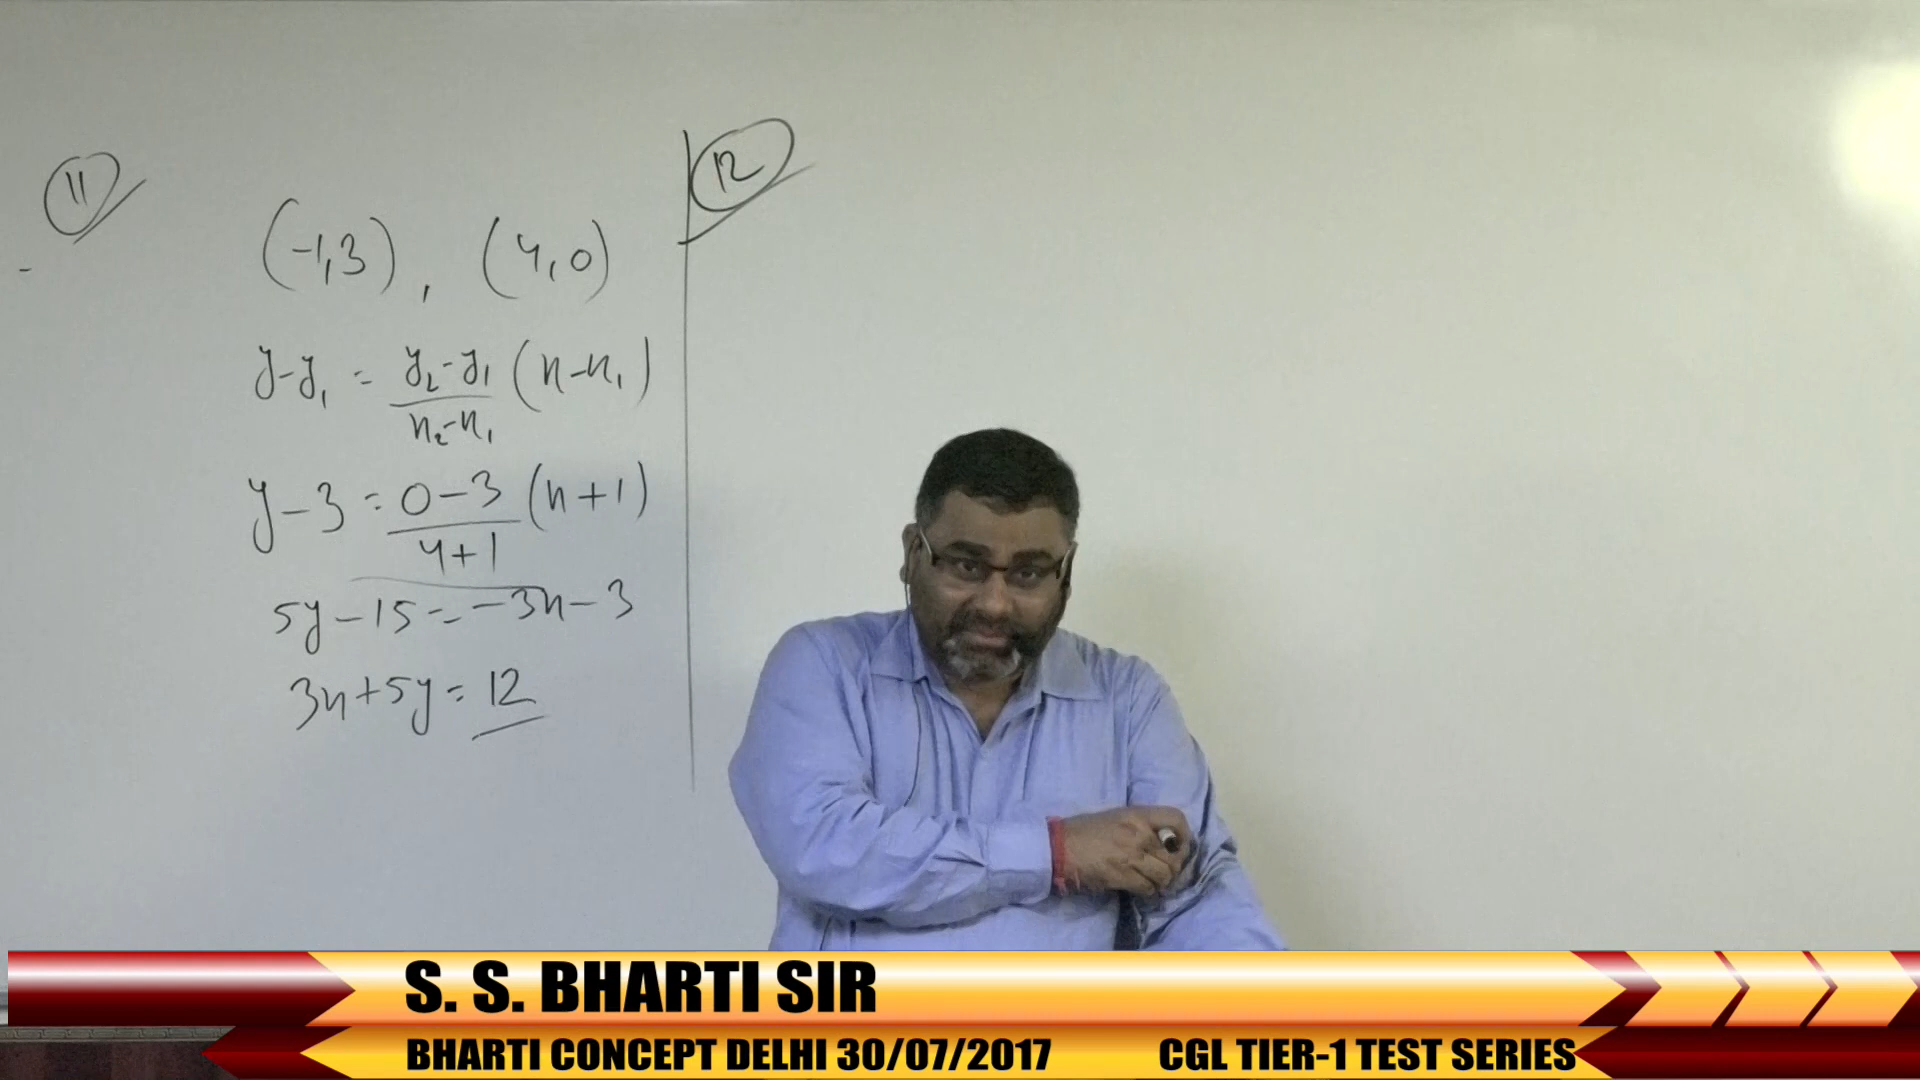 11
(-1,3), (4,0)
y-y₁ = y₂-y₁/x₂-x₁ (x-x₁)
y-3 = 0-3/4+1 (x+1)
5y-15 = -3x-3
3x+5y = 12
12
S. S. BHARTI SIR
BHARTI CONCEPT DELHI 30/07/2017 CGL TIER-1 TEST SERIES